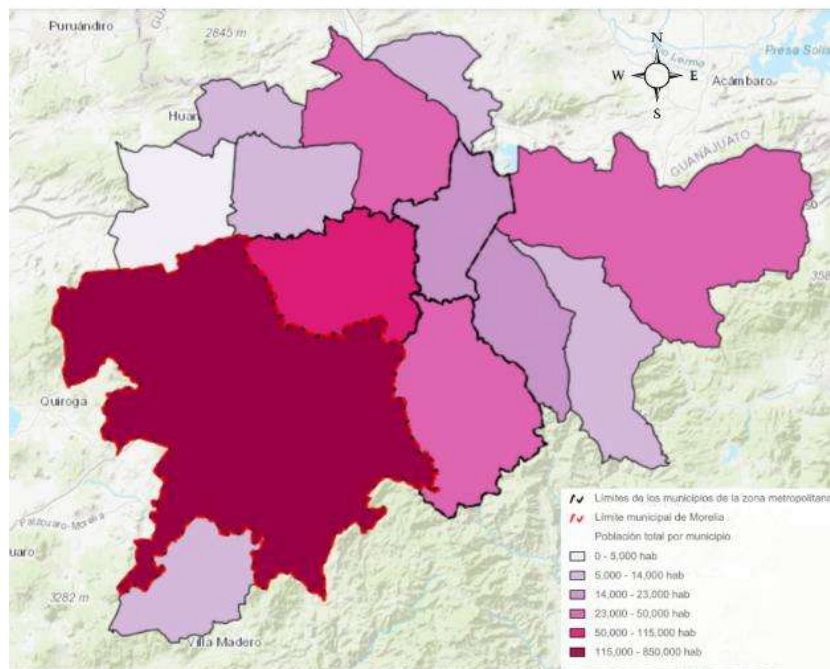 Puruándiro
2845 m
N
W
E
S
Río Lerma
Presa Solís
Acámbaro
GUANAJUATO
Quiroga
3282 m
Villa Madero
Límites de los municipios de la zona metropolitana
Límite municipal de Morelia
Población total por municipio
0 - 5,000 hab
5,000 - 14,000 hab
14,000 - 23,000 hab
23,000 - 50,000 hab
50,000 - 115,000 hab
115,000 - 850,000 hab